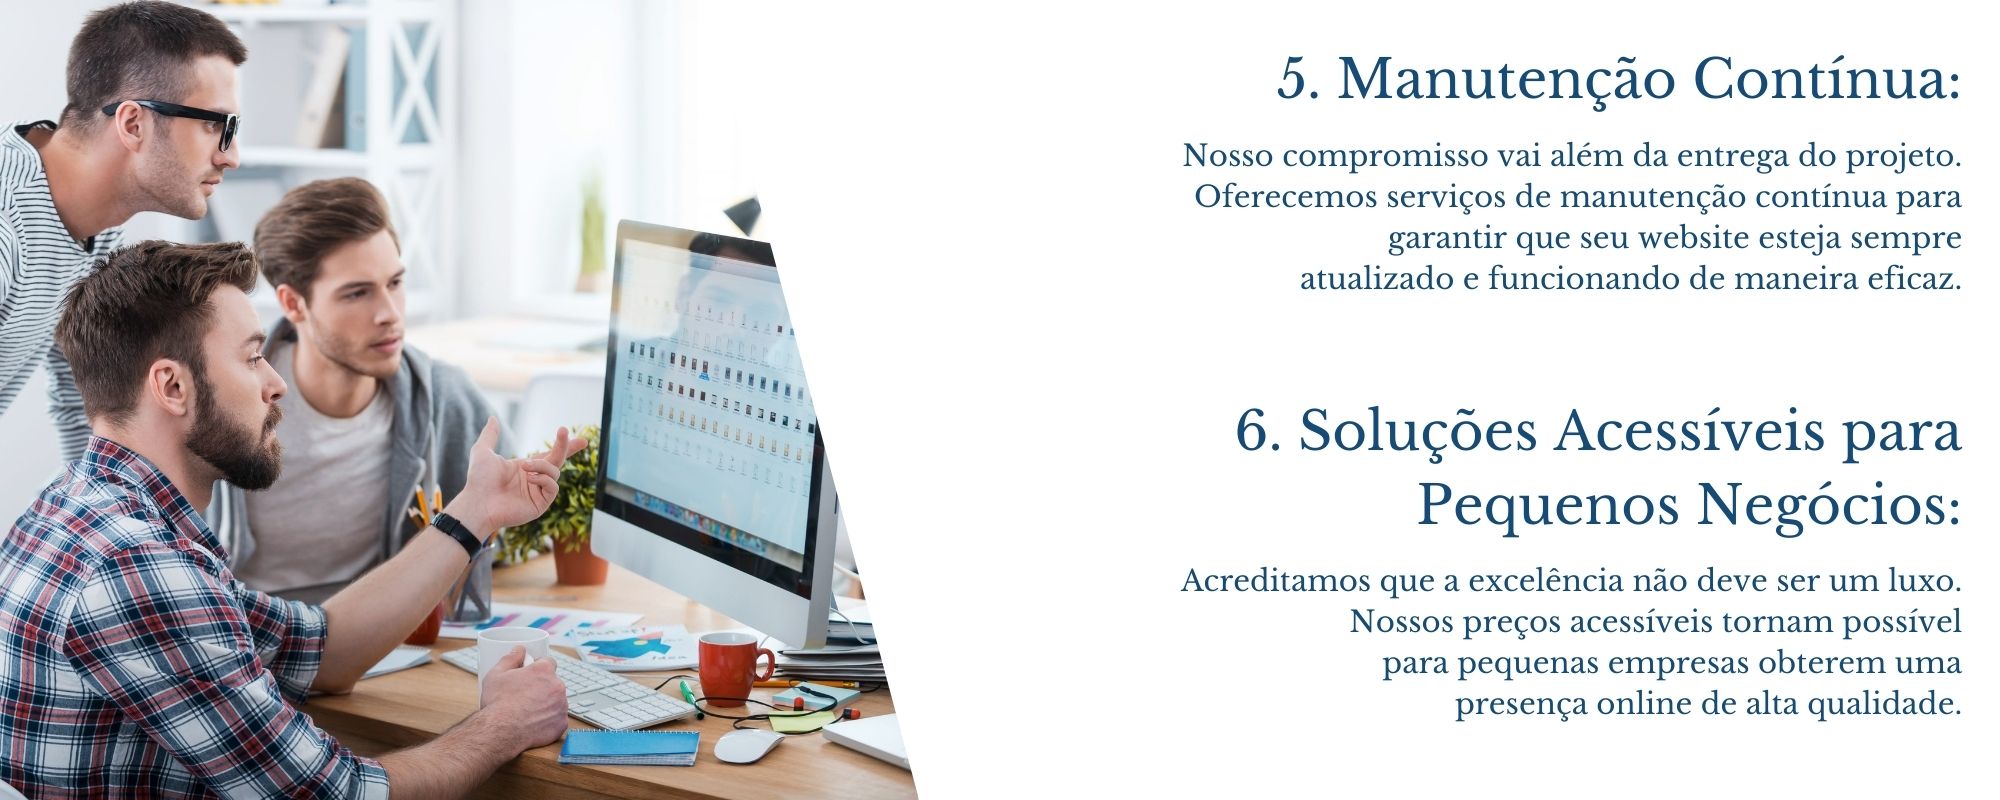 5. Manutenção Contínua:
Nosso compromisso vai além da entrega do projeto.
Oferecemos serviços de manutenção contínua para
garantir que seu website esteja sempre
atualizado e funcionando de maneira eficaz.
6. Soluções Acessíveis para
Pequenos Negócios:
Acreditamos que a excelência não deve ser um luxo.
Nossos preços acessíveis tornam possível
para pequenas empresas obterem uma
presença online de alta qualidade.